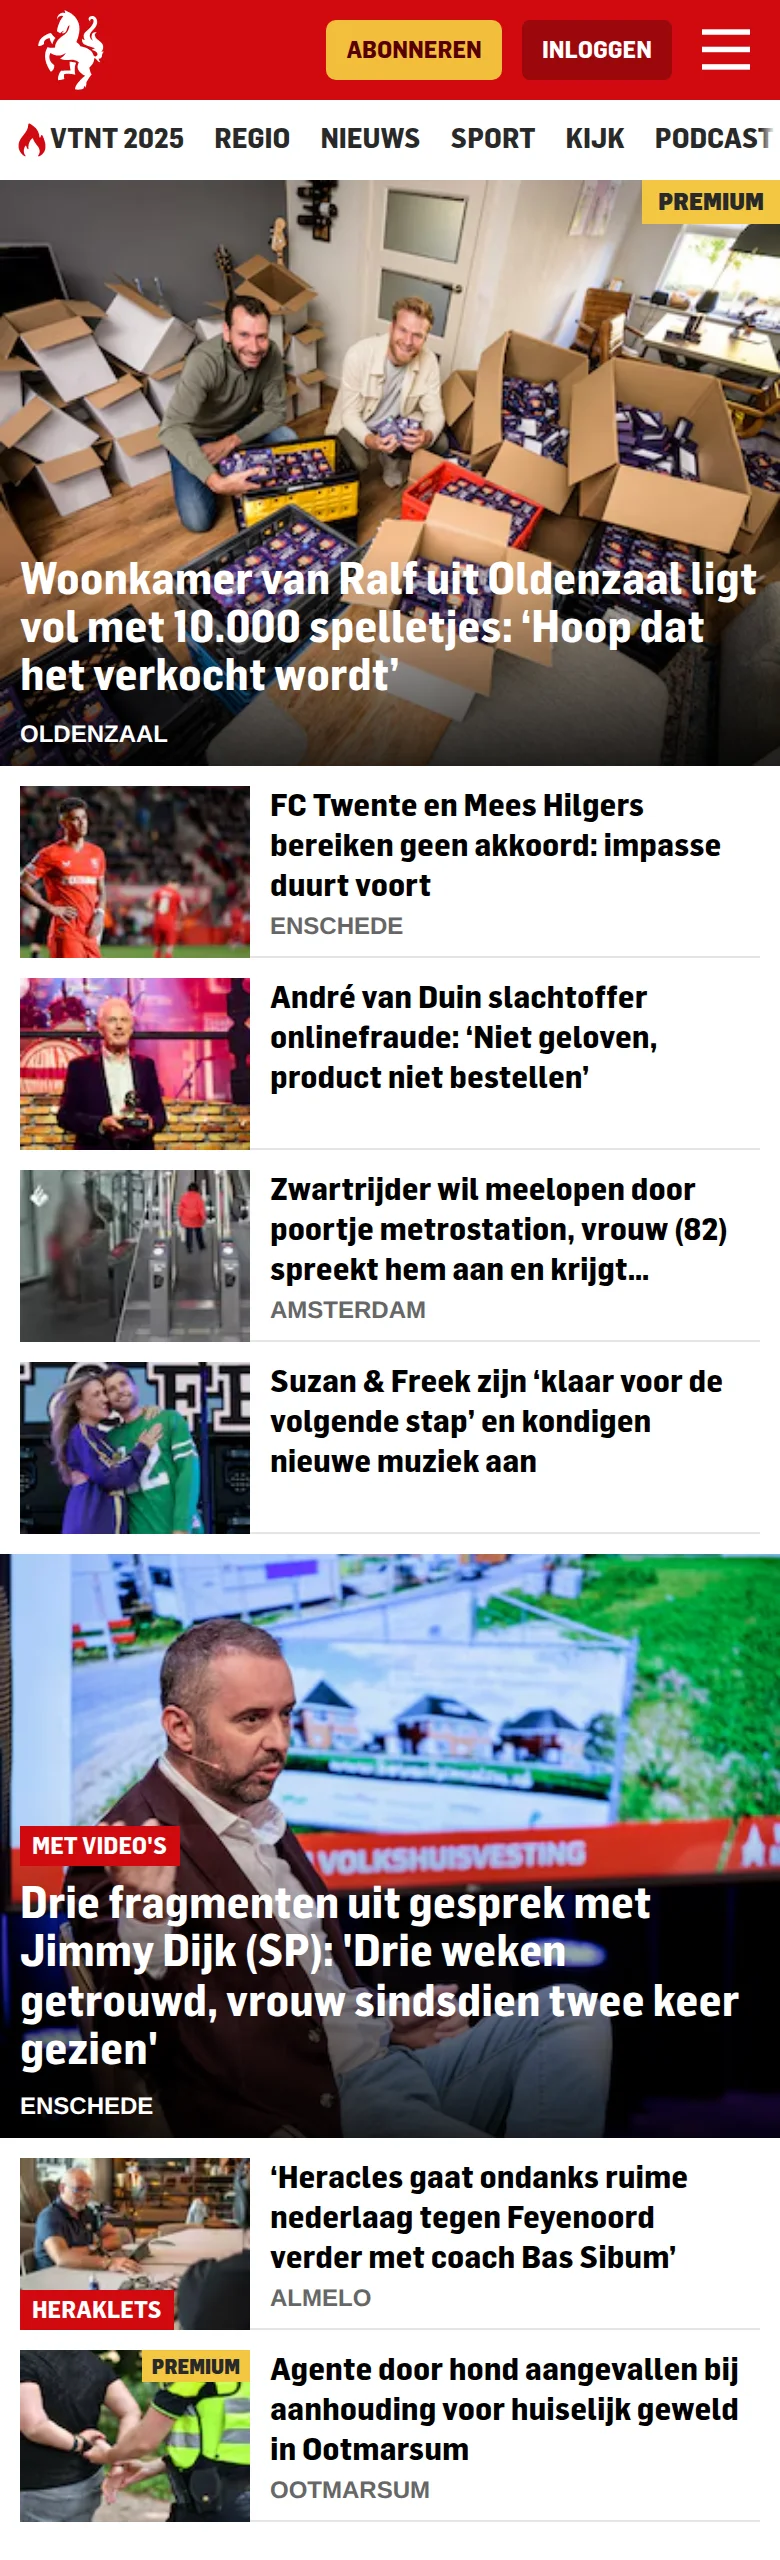 ABONNEREN
INLOGGEN
VTNT 2025 REGIO NIEUWS SPORT KIJK PODCAST
PREMIUM
Woonkamer van Ralf uit Oldenzaal ligt
vol met 10.000 spelletjes: ‘Hoop dat
het verkocht wordt’
OLDENZAAL
FC Twente en Mees Hilgers
bereiken geen akkoord: impasse
duurt voort
ENSCHEDE
André van Duin slachtoffer
onlinefraude: ‘Niet geloven,
product niet bestellen’
Zwartrijder wil meelopen door
poortje metrostation, vrouw (82)
spreekt hem aan en krijgt...
AMSTERDAM
Suzan & Freek zijn ‘klaar voor de
volgende stap’ en kondigen
nieuwe muziek aan
VOLKSHUISVESTING
MET VIDEO'S
Drie fragmenten uit gesprek met
Jimmy Dijk (SP): 'Drie weken
getrouwd, vrouw sindsdien twee keer
gezien'
ENSCHEDE
HERAKLETS
‘Heracles gaat ondanks ruime
nederlaag tegen Feyenoord
verder met coach Bas Sibum’
ALMELO
PREMIUM
Agente door hond aangevallen bij
aanhouding voor huiselijk geweld
in Ootmarsum
OOTMARSUM